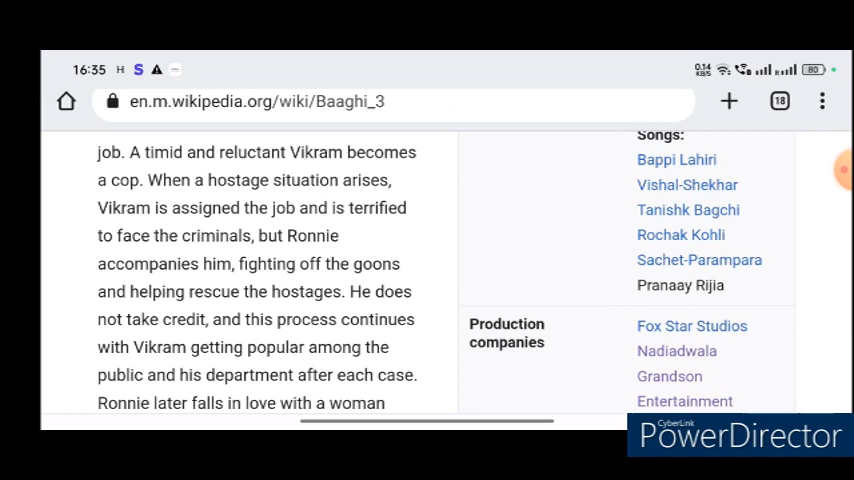 16:35 H S
0.14 KB/S 80
en.m.wikipedia.org/wiki/Baaghi_3
18
job. A timid and reluctant Vikram becomes
a cop. When a hostage situation arises,
Vikram is assigned the job and is terrified
to face the criminals, but Ronnie
accompanies him, fighting off the goons
and helping rescue the hostages. He does
not take credit, and this process continues
with Vikram getting popular among the
public and his department after each case.
Ronnie later falls in love with a woman
Songs:
Bappi Lahiri
Vishal-Shekhar
Tanishk Bagchi
Rochak Kohli
Sachet-Parampara
Pranaay Rijia
Production
companies
Fox Star Studios
Nadiadwala
Grandson
Entertainment
CyberLink
PowerDirector